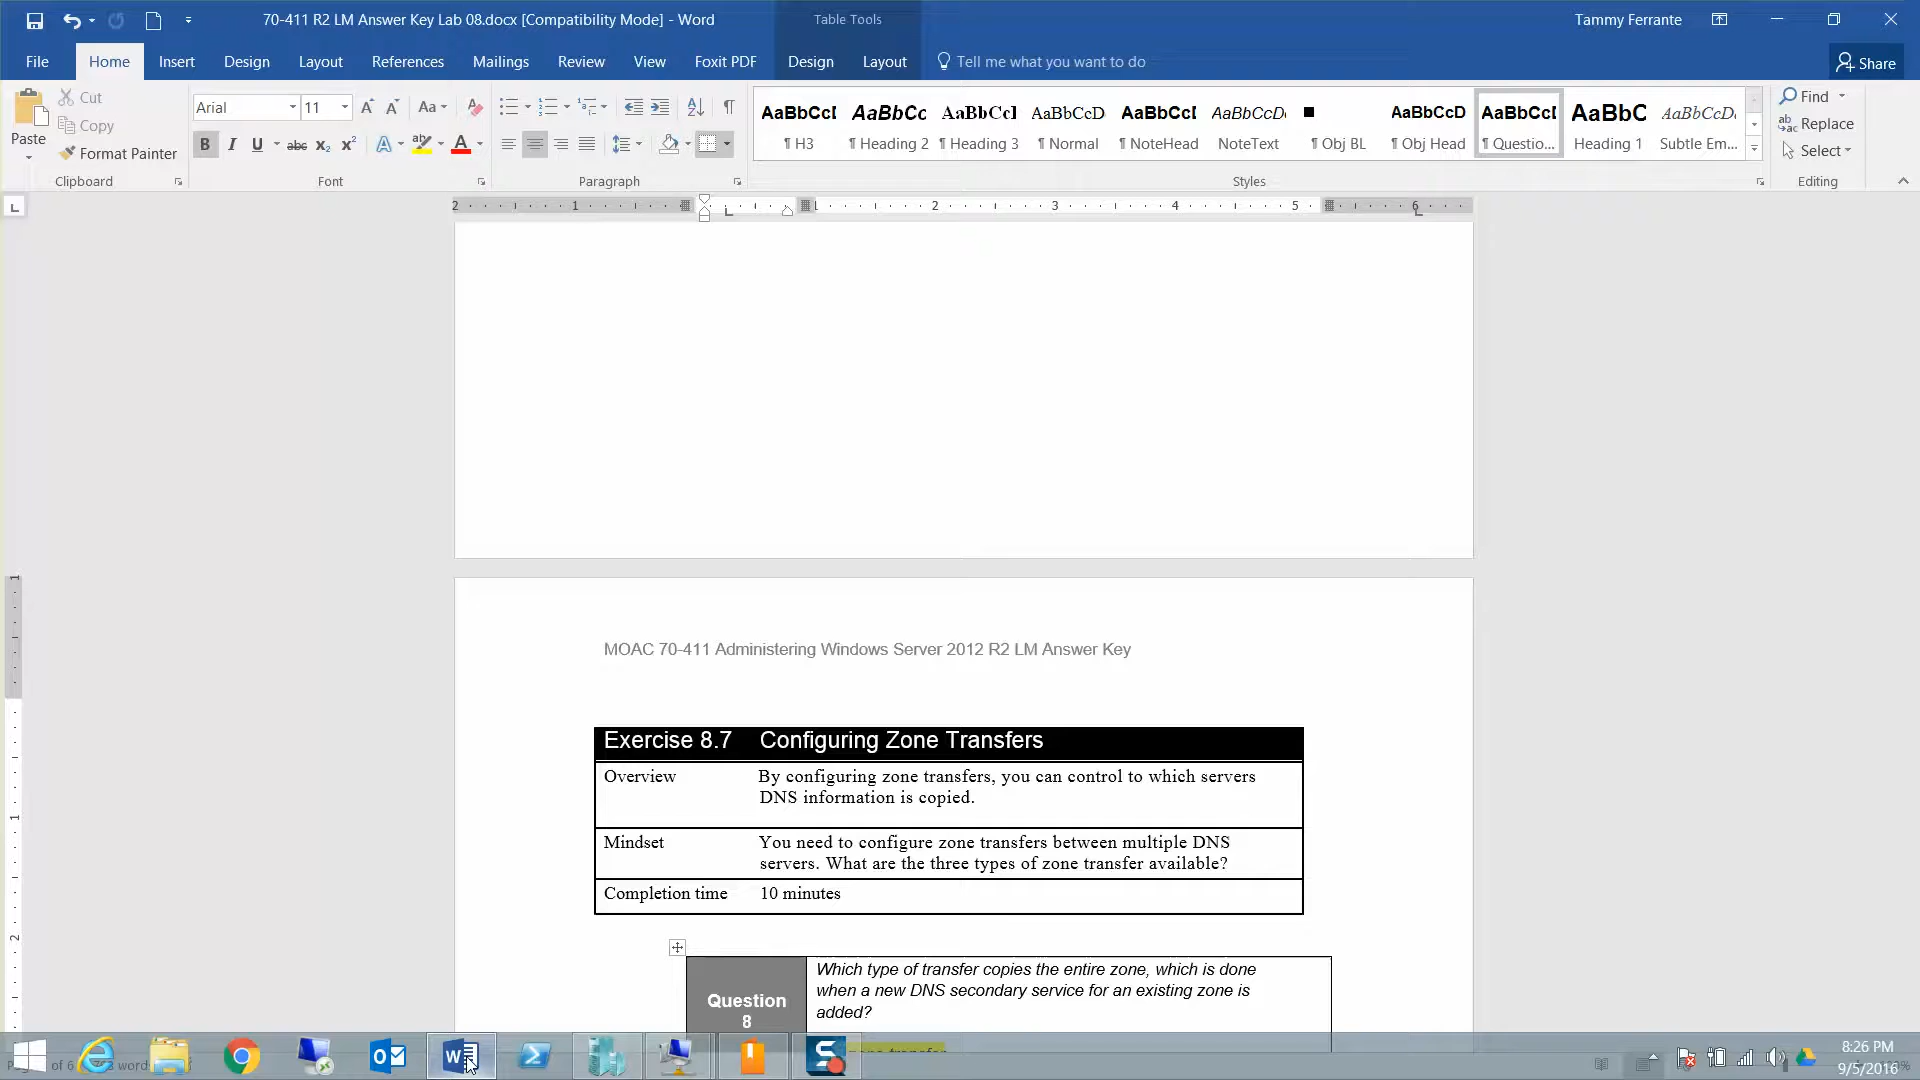 70-411 R2 LM Answer Key Lab 08.docx [Compatibility Mode] - Word
Table Tools
Tammy Ferrante
File
Home
Insert
Design
Layout
References
Mailings
Review
View
Foxit PDF
Design
Layout
Tell me what you want to do
Share
Paste
Cut
Copy
Format Painter
Clipboard
Arial
11
Font
Paragraph
AaBbCcI
¶ H3
AaBbCc
¶ Heading 2
AaBbCcI
¶ Heading 3
AaBbCcD
¶ Normal
AaBbCcI
¶ NoteHead
AaBbCcD
NoteText
¶ Obj BL
AaBbCcD
¶ Obj Head
AaBbCcI
¶ Questio...
AaBbC
Heading 1
AaBbCcD
Subtle Em...
Styles
Find
Replace
Select
Editing
2 1 1 2 3 4 5 6
MOAC 70-411 Administering Windows Server 2012 R2 LM Answer Key
Exercise 8.7 Configuring Zone Transfers
Overview By configuring zone transfers, you can control to which servers
DNS information is copied.
Mindset You need to configure zone transfers between multiple DNS
servers. What are the three types of zone transfer available?
Completion time 10 minutes
Question
8
Which type of transfer copies the entire zone, which is done
when a new DNS secondary service for an existing zone is
added?
8:26 PM
9/5/2016